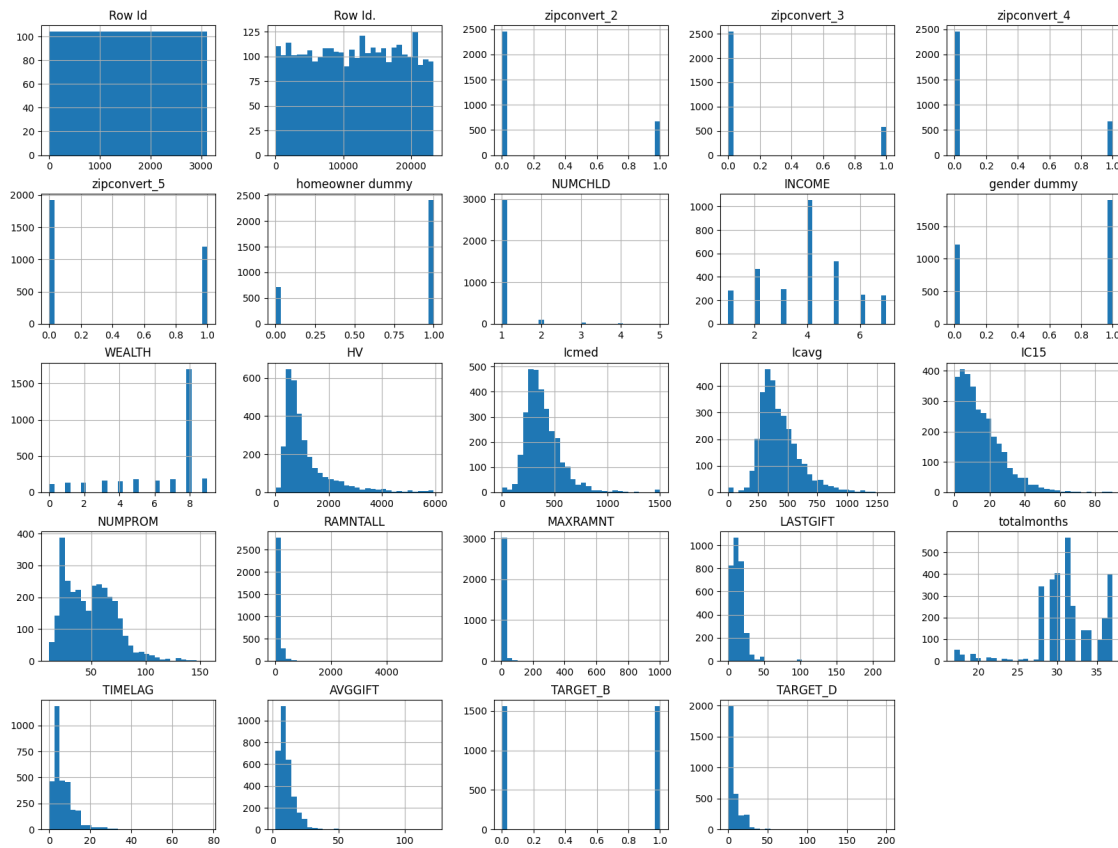 Row Id
Row Id.
zipconvert_2
zipconvert_3
zipconvert_4
100
80
60
40
20
0
0 1000 2000 3000
125
100
75
50
25
0
0 10000 20000
2500
2000
1500
1000
500
0
0.0 0.2 0.4 0.6 0.8 1.0
2500
2000
1500
1000
500
0
0.0 0.2 0.4 0.6 0.8 1.0
2500
2000
1500
1000
500
0
0.0 0.2 0.4 0.6 0.8 1.0
zipconvert_5
homeowner dummy
NUMCHLD
INCOME
gender dummy
2000
1500
1000
500
0
0.0 0.2 0.4 0.6 0.8 1.0
2500
2000
1500
1000
500
0
0.00 0.25 0.50 0.75 1.00
3000
2000
1000
0
1 2 3 4 5
1000
800
600
400
200
0
2 4 6
1500
1000
500
0
0.0 0.2 0.4 0.6 0.8 1.0
WEALTH
HV
Icmed
Icavg
IC15
1500
1000
500
0
0 2 4 6 8
600
400
200
0
0 2000 4000 6000
500
400
300
200
100
0
0 500 1000 1500
400
300
200
100
0
0 250 500 750 1000 1250
400
300
200
100
0
0 20 40 60 80
NUMPROM
RAMNTALL
MAXRAMNT
LASTGIFT
totalmonths
400
300
200
100
0
50 100 150
2500
2000
1500
1000
500
0
0 2000 4000
3000
2000
1000
0
0 200 400 600 800 1000
1000
800
600
400
200
0
0 50 100 150 200
500
400
300
200
100
0
20 25 30 35
TIMELAG
AVGGIFT
TARGET_B
TARGET_D
1000
750
500
250
0
0 20 40 60 80
1000
800
600
400
200
0
0 50 100
1500
1000
500
0
0.0 0.2 0.4 0.6 0.8 1.0
2000
1500
1000
500
0
0 50 100 150 200